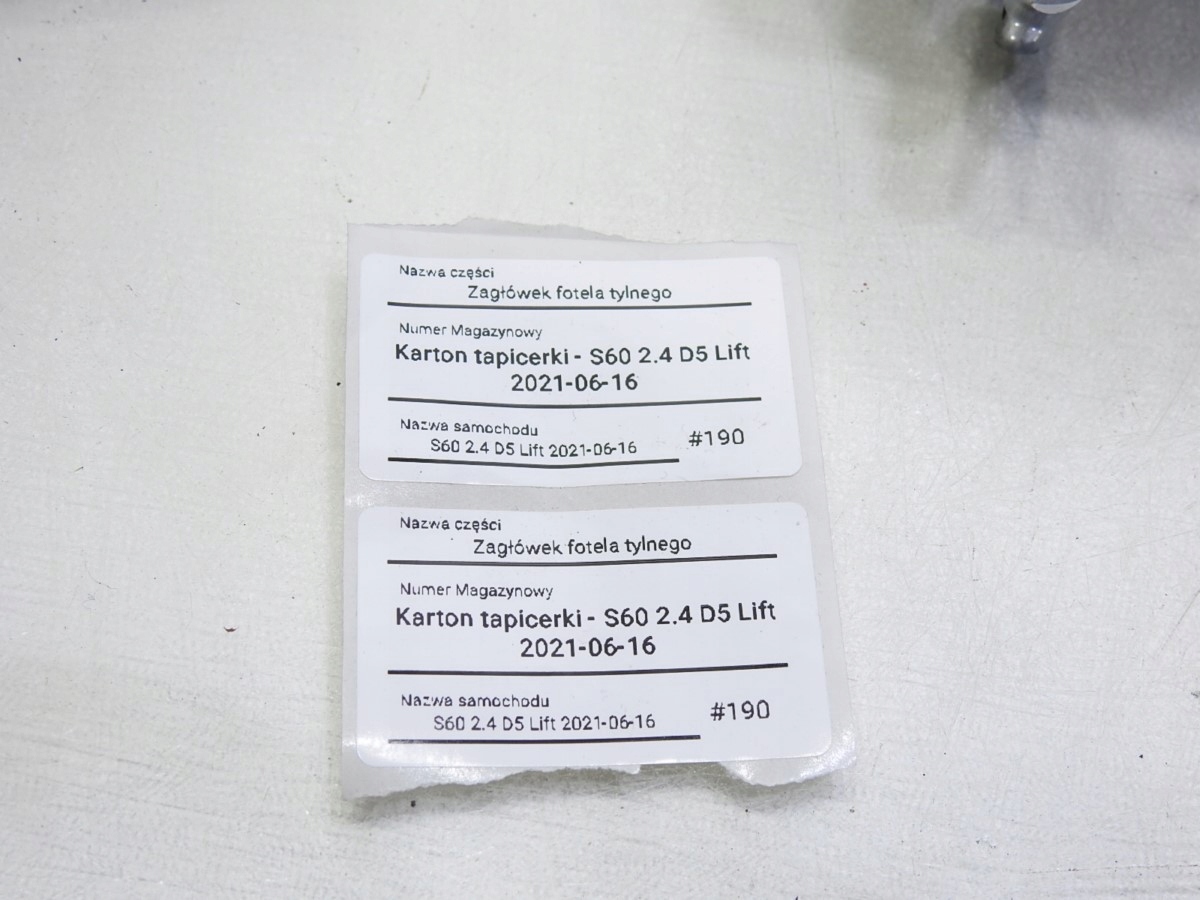 Nazwa części
Zagłówek fotela tylnego
Numer Magazynowy
Karton tapicerki - S60 2.4 D5 Lift
2021-06-16
Nazwa samochodu
S60 2.4 D5 Lift 2021-06-16 #190
Nazwa części
Zagłówek fotela tylnego
Numer Magazynowy
Karton tapicerki - S60 2.4 D5 Lift
2021-06-16
Nazwa samochodu
S60 2.4 D5 Lift 2021-06-16 #190